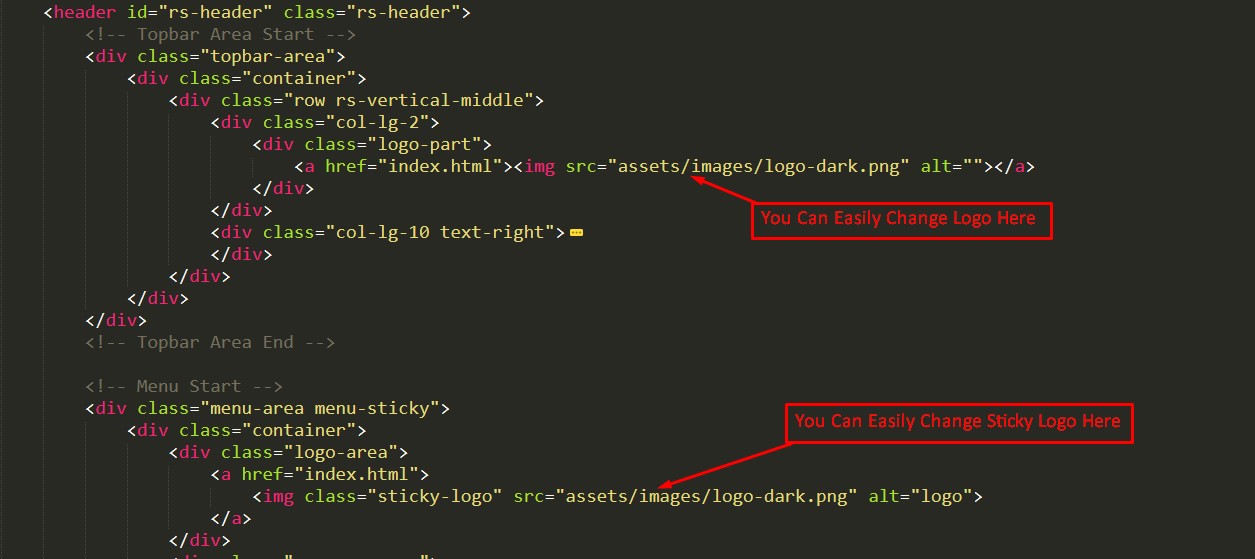 <header id="rs-header" class="rs-header">
<!-- Topbar Area Start -->
<div class="topbar-area">
<div class="container">
<div class="row rs-vertical-middle">
<div class="col-lg-2">
<div class="logo-part">
<a href="index.html"><img src="assets/images/logo-dark.png" alt=""></a>
</div>
You Can Easily Change Logo Here
</div>
<div class="col-lg-10 text-right">
</div>
</div>
</div>
</div>
<!-- Topbar Area End -->
<!-- Menu Start -->
<div class="menu-area menu-sticky">
You Can Easily Change Sticky Logo Here
<div class="container">
<div class="logo-area">
<a href="index.html">
<img class="sticky-logo" src="assets/images/logo-dark.png" alt="logo">
</a>
</div>